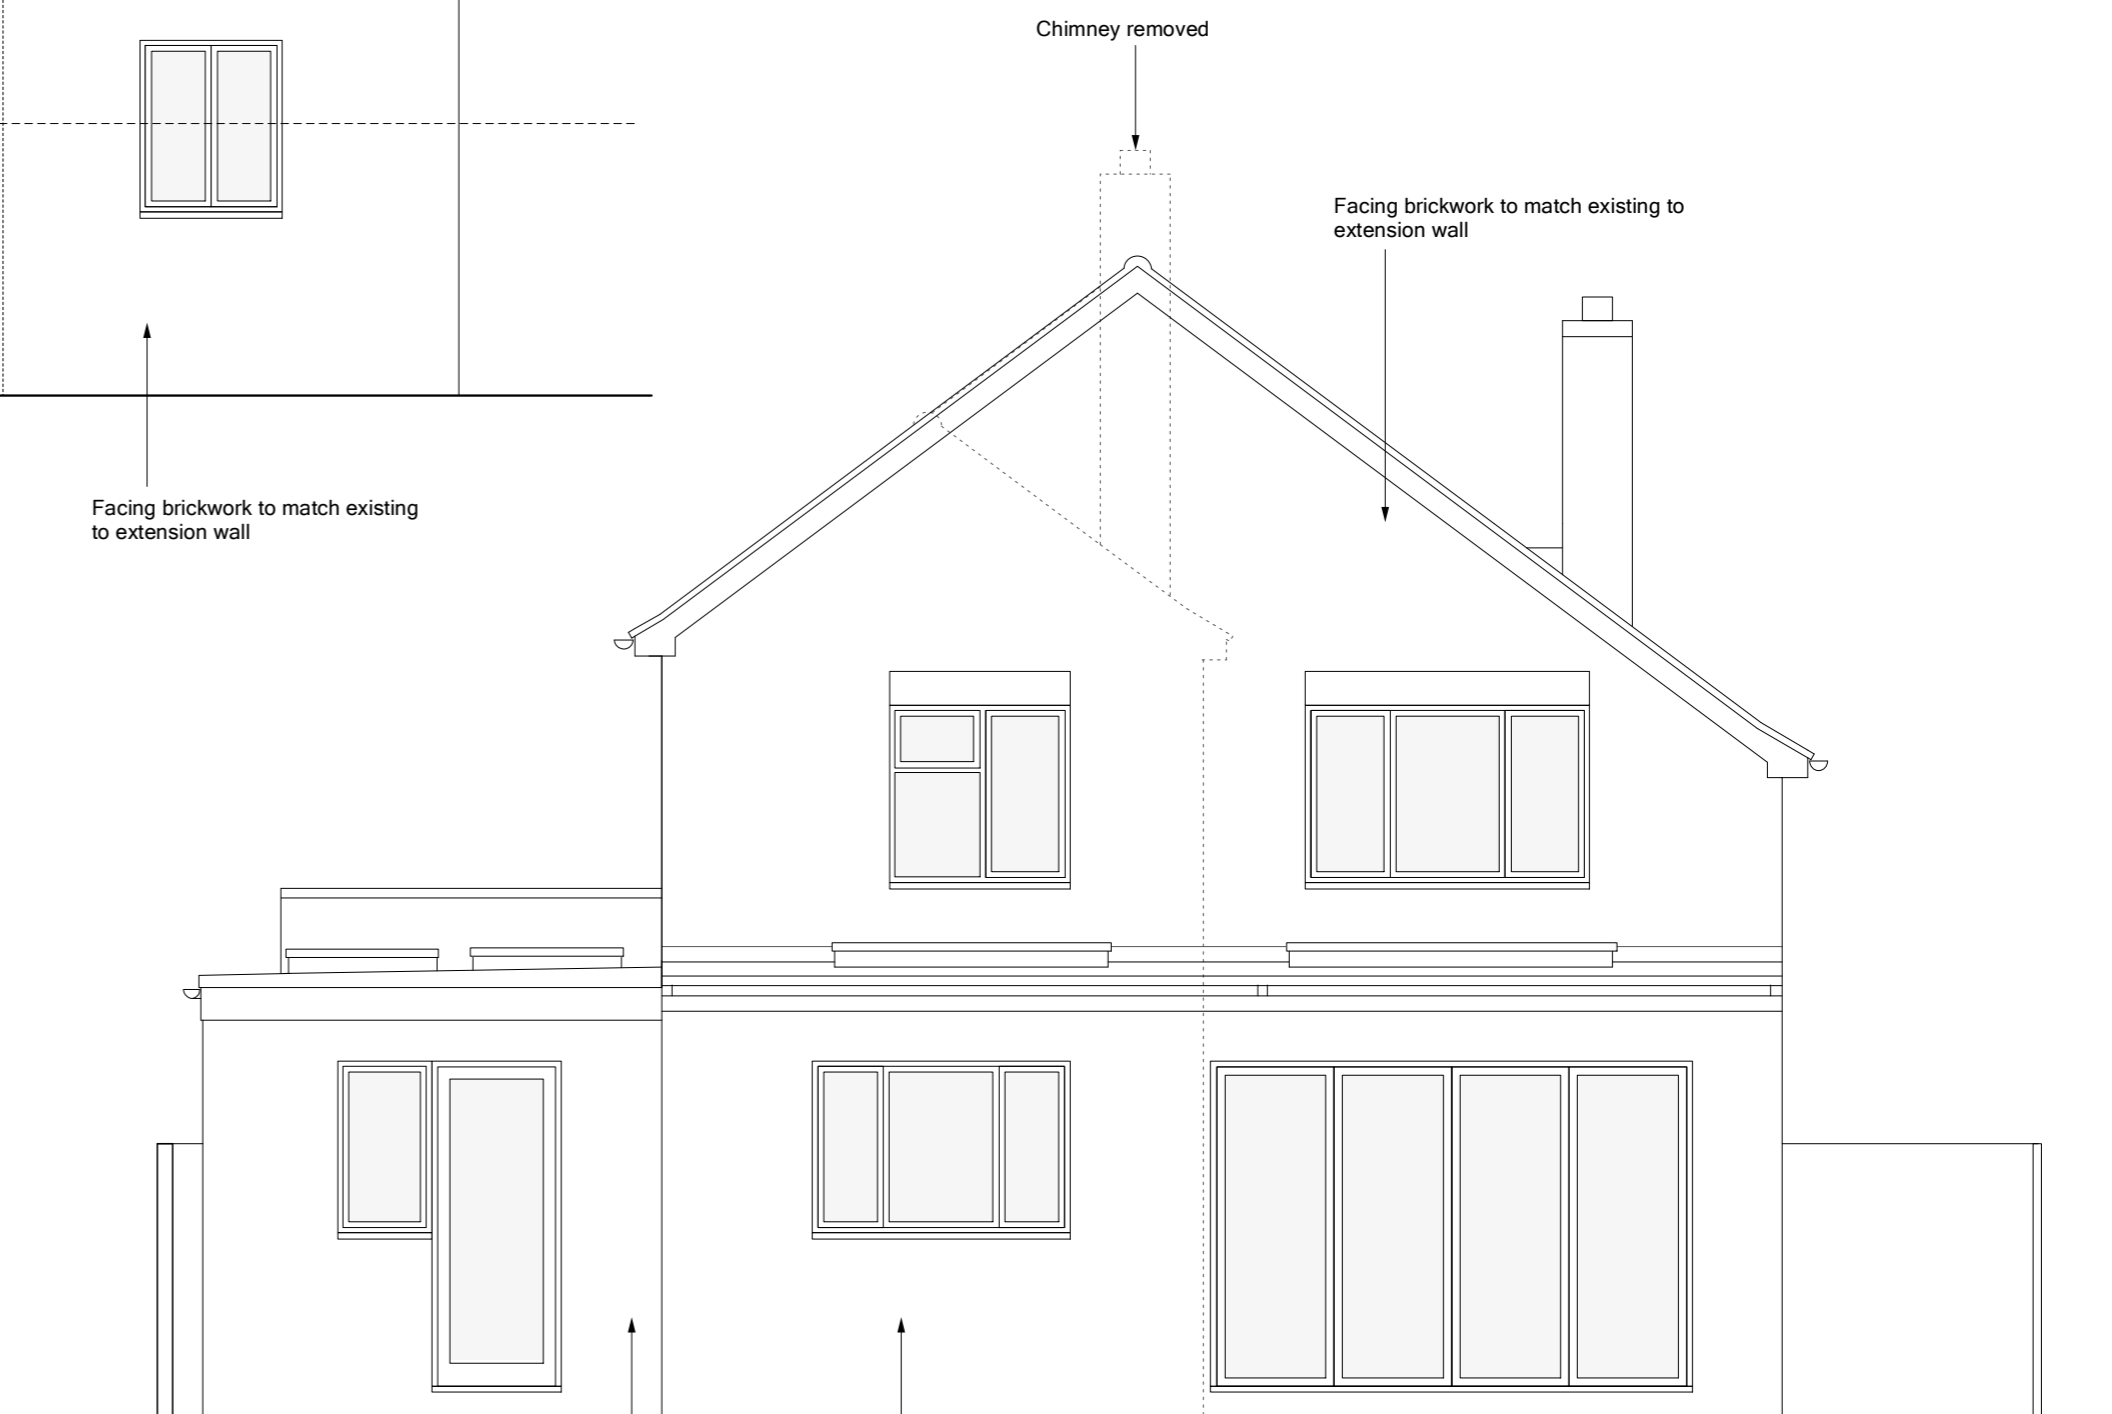 Chimney removed
Facing brickwork to match existing to
extension wall
Facing brickwork to match existing
to extension wall